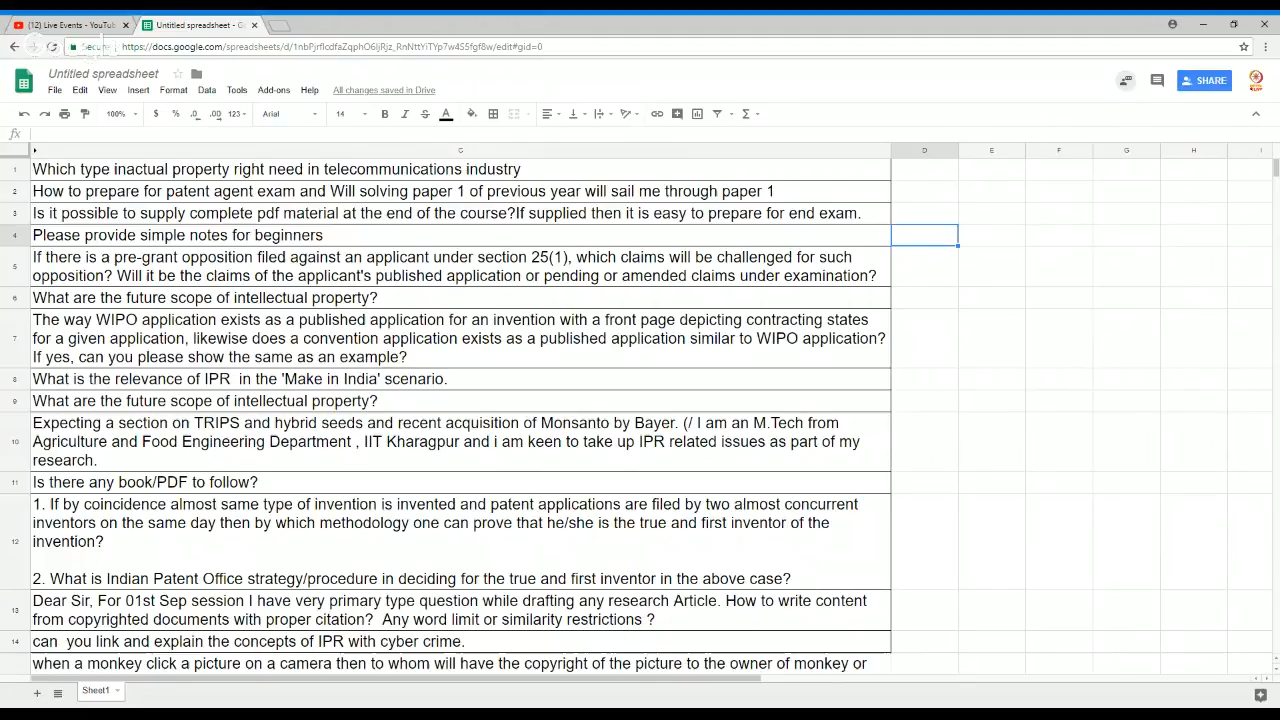 (12) Live Events - YouTub
Untitled spreadsheet - G
Secure
https://docs.google.com/spreadsheets/d/1nbPjrflcdfaZqphO6ljRjz_RnNttYiTYp7w4S5fgf8w/edit#gid=0
Untitled spreadsheet
File Edit View Insert Format Data Tools Add-ons Help All changes saved in Drive
SHARE
100% $ % .0 .00 123 Arial 14 B I S A
fx
C D E F G H I
1 Which type inactual property right need in telecommunications industry
2 How to prepare for patent agent exam and Will solving paper 1 of previous year will sail me through paper 1
3 Is it possible to supply complete pdf material at the end of the course?If supplied then it is easy to prepare for end exam.
4 Please provide simple notes for beginners
If there is a pre-grant opposition filed against an applicant under section 25(1), which claims will be challenged for such
5 opposition? Will it be the claims of the applicant's published application or pending or amended claims under examination?
6 What are the future scope of intellectual property?
The way WIPO application exists as a published application for an invention with a front page depicting contracting states
7 for a given application, likewise does a convention application exists as a published application similar to WIPO application?
If yes, can you please show the same as an example?
8 What is the relevance of IPR in the 'Make in India' scenario.
9 What are the future scope of intellectual property?
Expecting a section on TRIPS and hybrid seeds and recent acquisition of Monsanto by Bayer. (/ I am an M.Tech from
10 Agriculture and Food Engineering Department , IIT Kharagpur and i am keen to take up IPR related issues as part of my
research.
11 Is there any book/PDF to follow?
1. If by coincidence almost same type of invention is invented and patent applications are filed by two almost concurrent
inventors on the same day then by which methodology one can prove that he/she is the true and first inventor of the
12 invention?
2. What is Indian Patent Office strategy/procedure in deciding for the true and first inventor in the above case?
Dear Sir, For 01st Sep session I have very primary type question while drafting any research Article. How to write content
13 from copyrighted documents with proper citation? Any word limit or similarity restrictions ?
14 can you link and explain the concepts of IPR with cyber crime.
when a monkey click a picture on a camera then to whom will have the copyright of the picture to the owner of monkey or
Sheet1